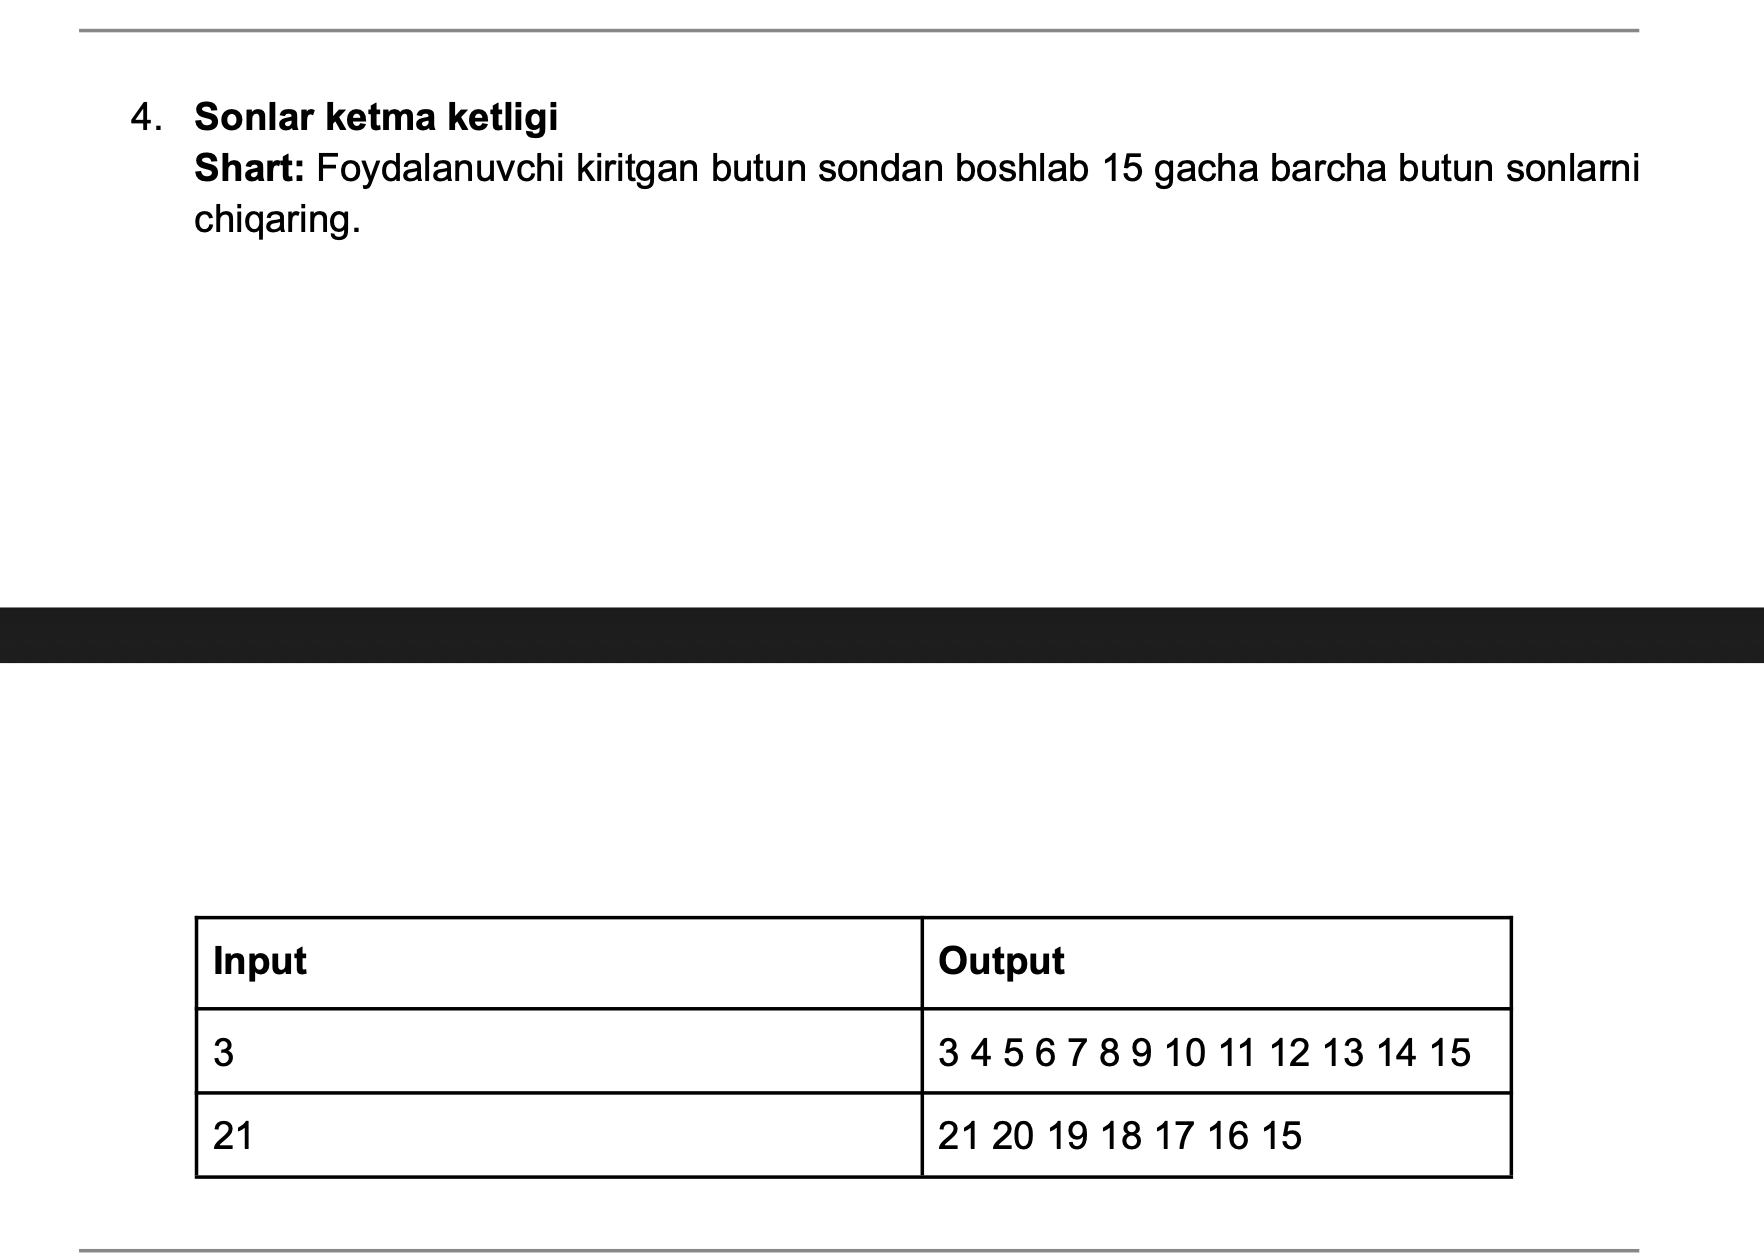 4. Sonlar ketma ketligi
Shart: Foydalanuvchi kiritgan butun sondan boshlab 15 gacha barcha butun sonlarni
chiqaring.
Input Output
3 3 4 5 6 7 8 9 10 11 12 13 14 15
21 21 20 19 18 17 16 15